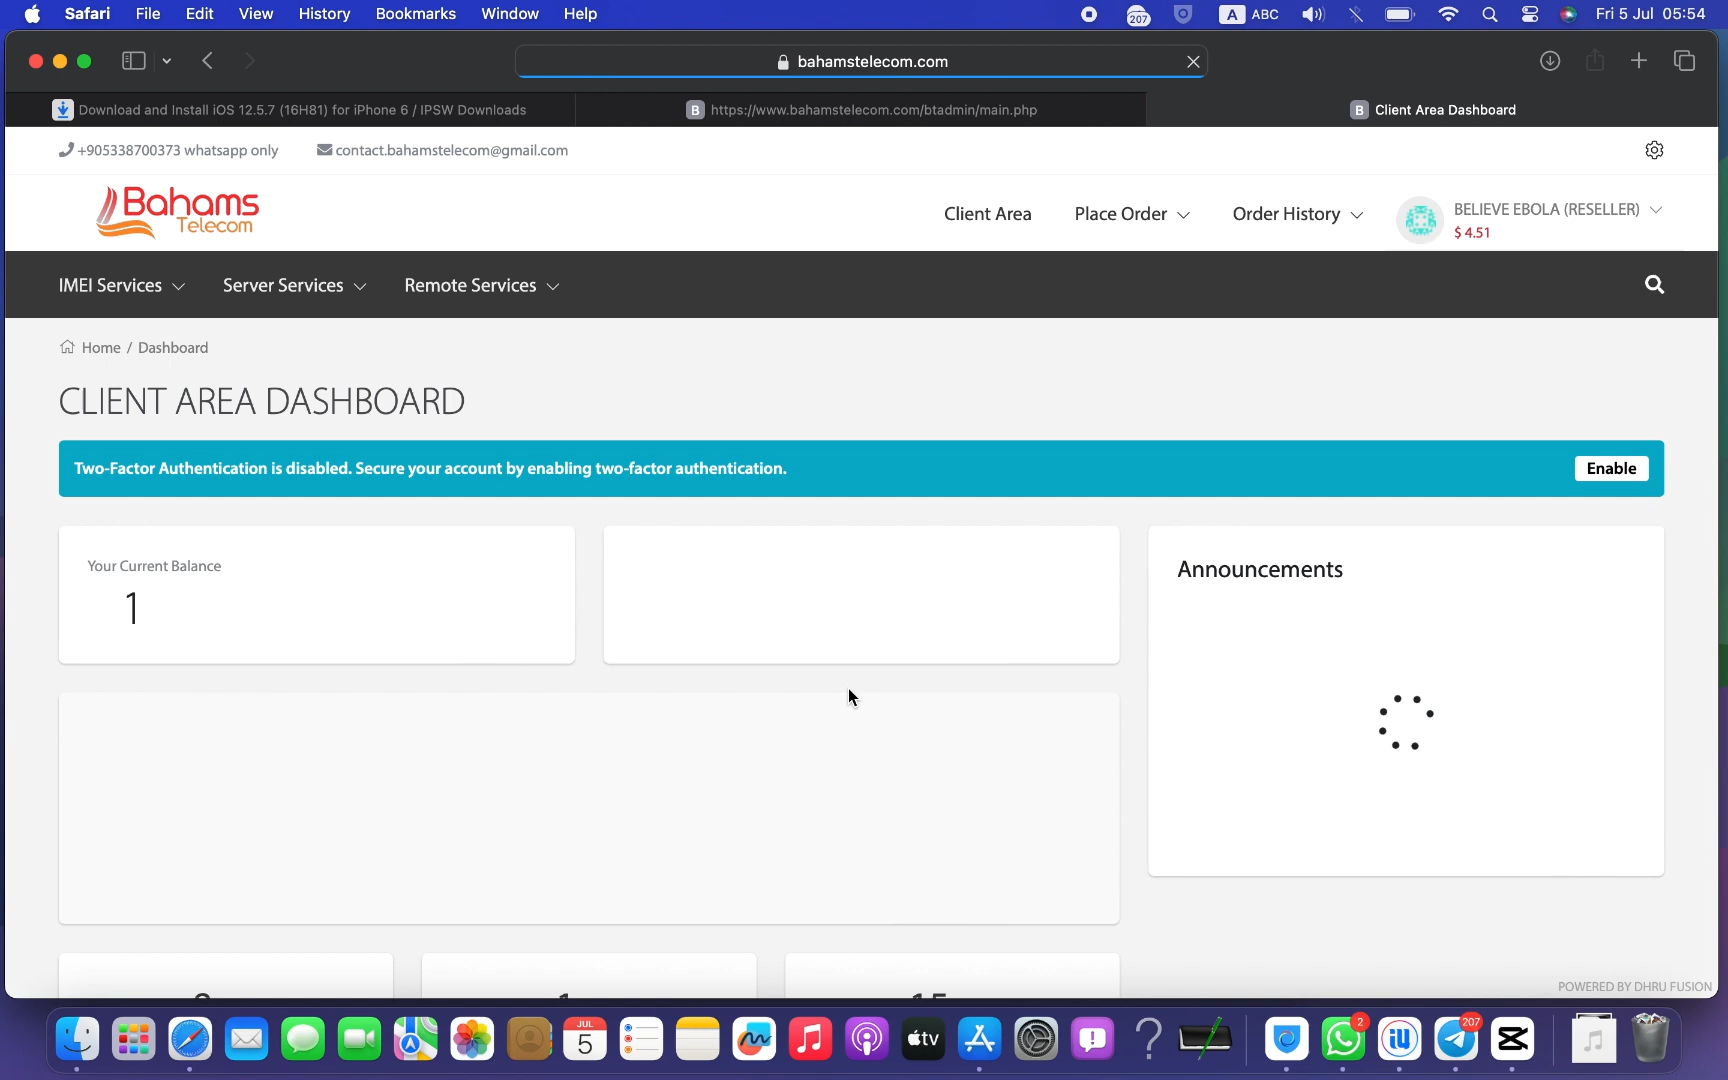 Safari File Edit View History Bookmarks Window Help 207 A ABC Fri 5 Jul 05:54
bahamstelecom.com
Download and Install iOS 12.5.7 (16H81) for iPhone 6 / IPSW Downloads
B https://www.bahamstelecom.com/btadmin/main.php
B Client Area Dashboard
+905338700373 whatsapp only contact.bahamstelecom@gmail.com
Bahams
Telecom
Client Area Place Order Order History
BELIEVE EBOLA (RESELLER)
$ 4.51
IMEI Services Server Services Remote Services
Home / Dashboard
CLIENT AREA DASHBOARD
Two-Factor Authentication is disabled. Secure your account by enabling two-factor authentication. Enable
Your Current Balance
1
Announcements
POWERED BY DHRU FUSION
JUL
5
tv
2
iU
207